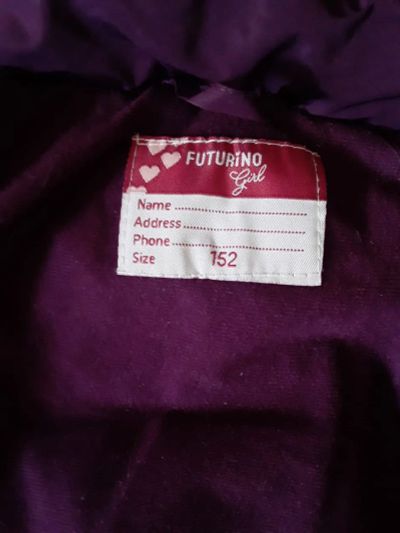 FUTURiNO
Girl
Name ............................
Address ............................
Phone ............................
Size 152